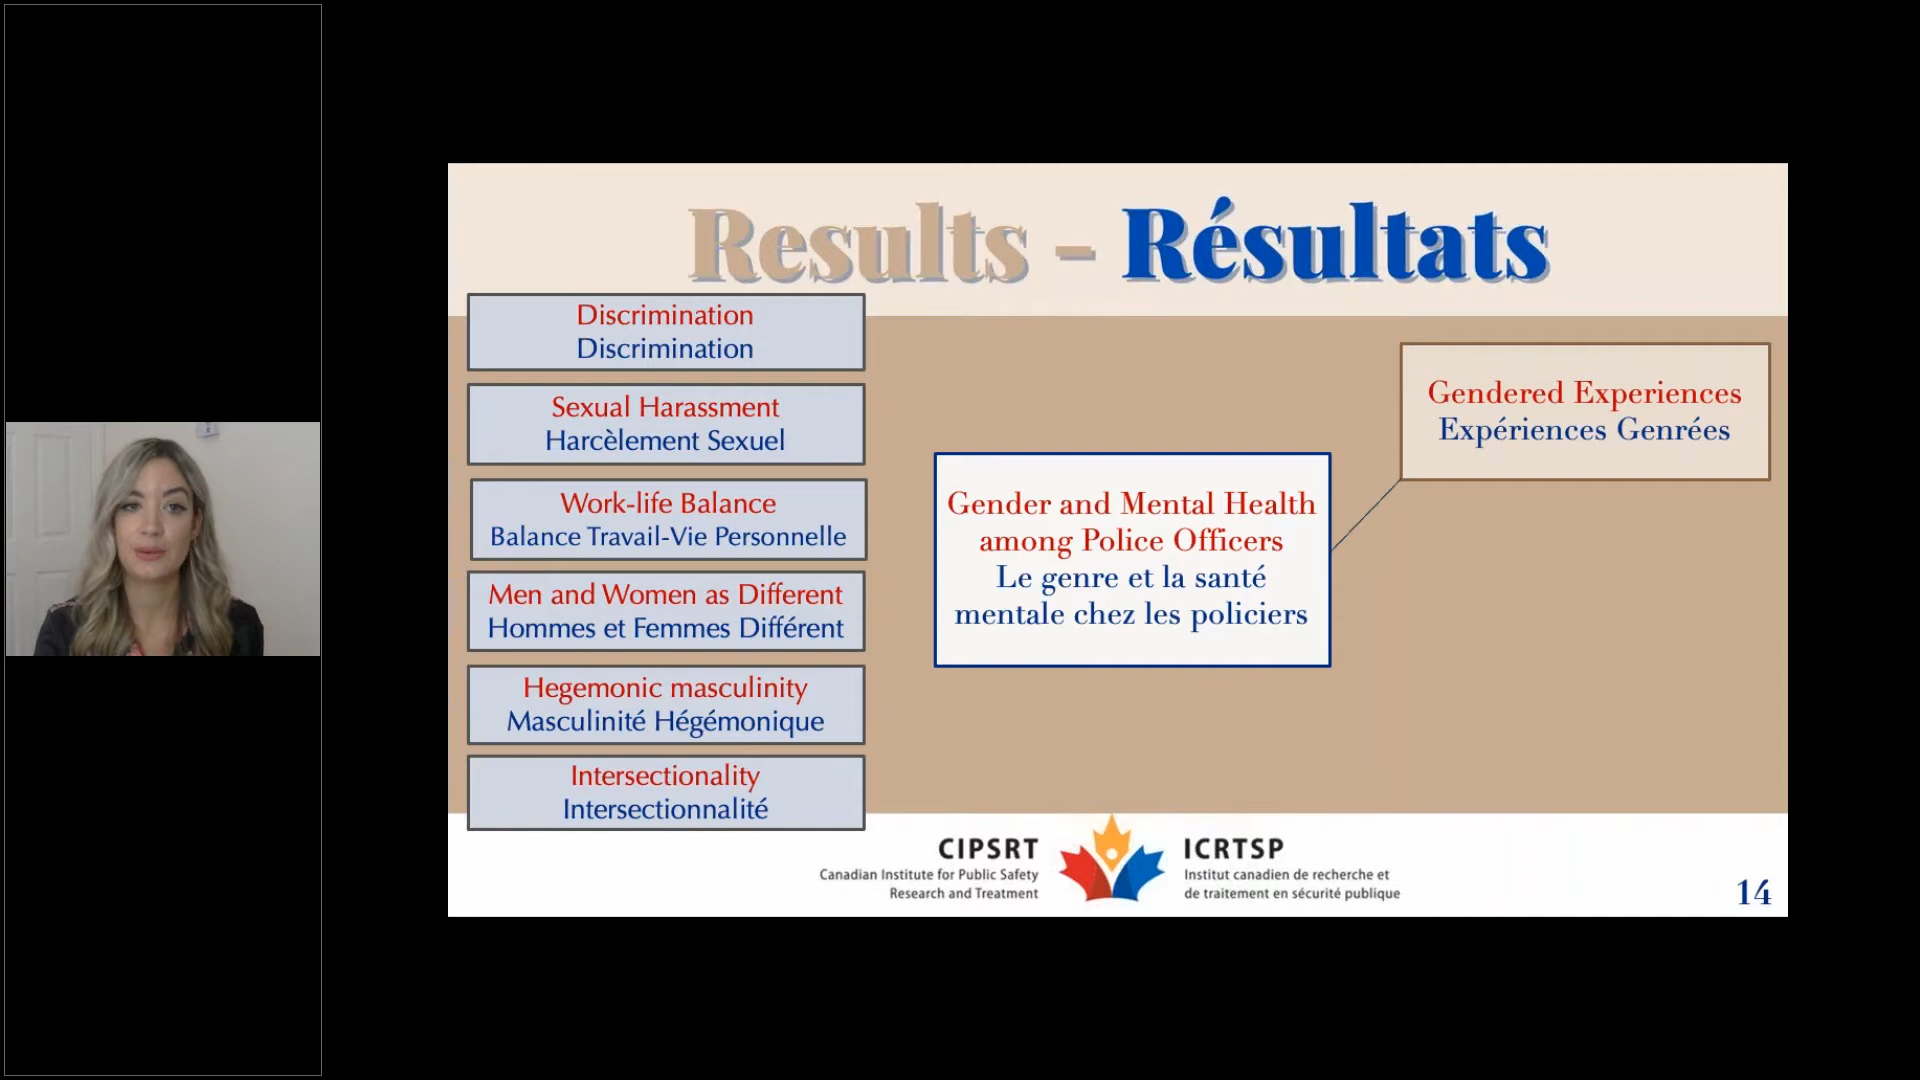 Results - Résultats
Discrimination
Discrimination
Sexual Harassment
Harcèlement Sexuel
Work-life Balance
Balance Travail-Vie Personnelle
Men and Women as Different
Hommes et Femmes Différent
Hegemonic masculinity
Masculinité Hégémonique
Intersectionality
Intersectionnalité
Gender and Mental Health
among Police Officers
Le genre et la santé
mentale chez les policiers
Gendered Experiences
Expériences Genrées
CIPSRT
Canadian Institute for Public Safety
Research and Treatment
ICRTSP
Institut canadien de recherche et
de traitement en sécurité publique
14